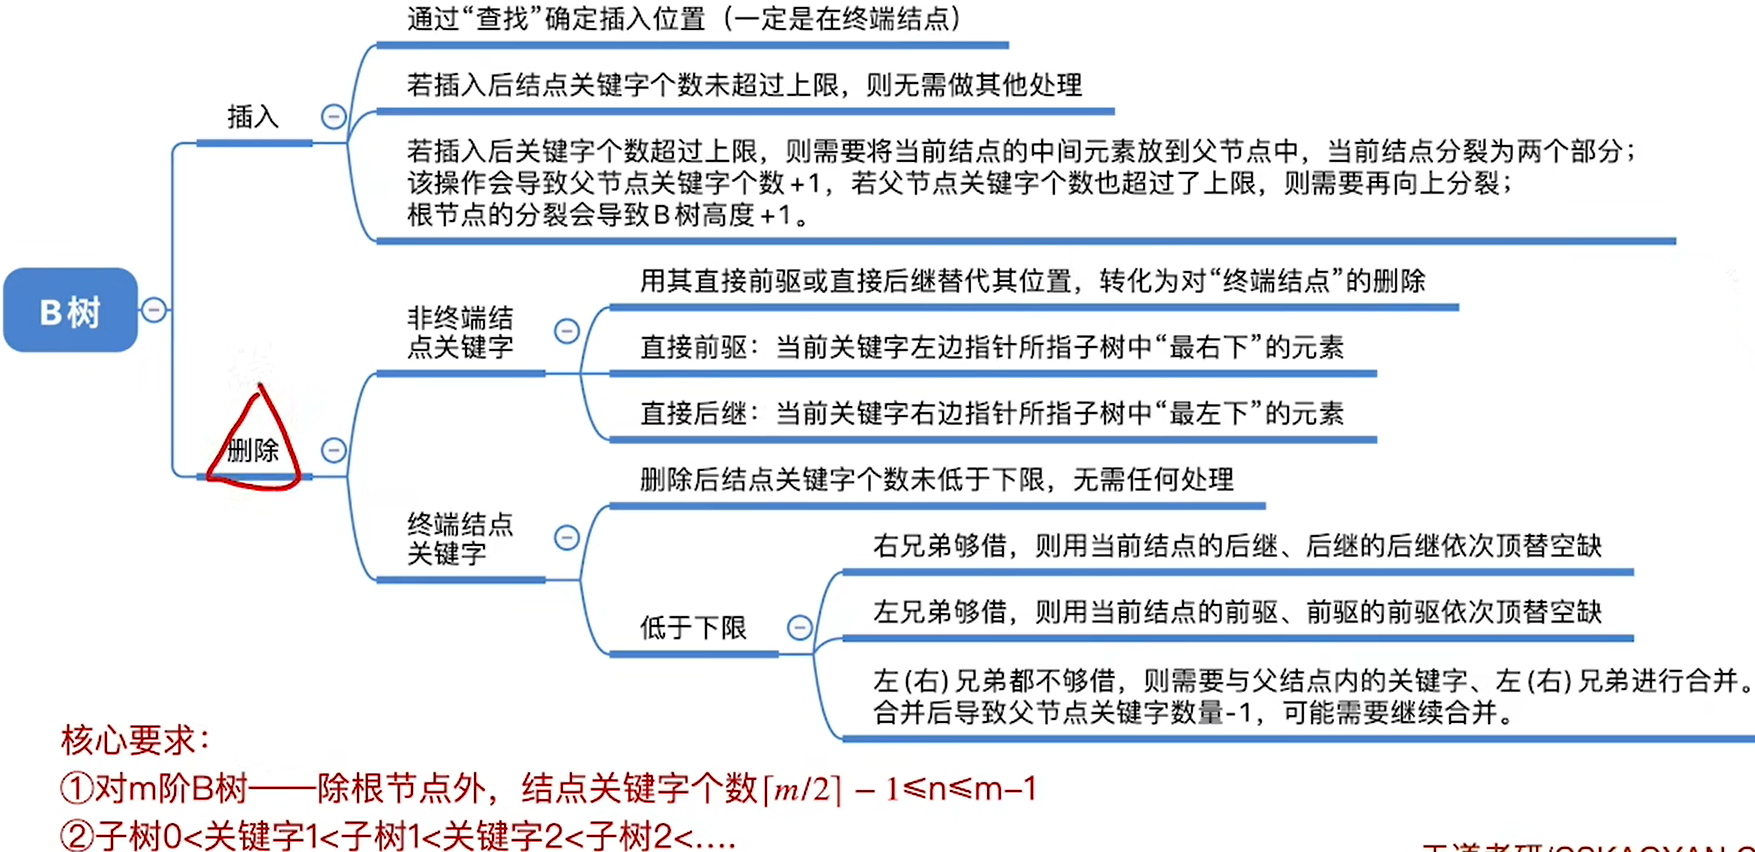 通过“查找”确定插入位置（一定是在终端结点）
若插入后结点关键字个数未超过上限，则无需做其他处理
插入
若插入后关键字个数超过上限，则需要将当前结点的中间元素放到父节点中，当前结点分裂为两个部分；
该操作会导致父节点关键字个数+1，若父节点关键字个数也超过了上限，则需要再向上分裂；
根节点的分裂会导致B树高度+1。
B树
用其直接前驱或直接后继替代其位置，转化为对“终端结点”的删除
非终端结
点关键字
直接前驱：当前关键字左边指针所指子树中“最右下”的元素
直接后继：当前关键字右边指针所指子树中“最左下”的元素
删除
删除后结点关键字个数未低于下限，无需任何处理
终端结点
关键字
右兄弟够借，则用当前结点的后继、后继的后继依次顶替空缺
左兄弟够借，则用当前结点的前驱、前驱的前驱依次顶替空缺
低于下限
左(右)兄弟都不够借，则需要与父结点内的关键字、左(右)兄弟进行合并。
合并后导致父节点关键字数量-1，可能需要继续合并。
核心要求：
①对m阶B树——除根节点外，结点关键字个数⌈m/2⌉ − 1≤n≤m−1
②子树0<关键字1<子树1<关键字2<子树2<....